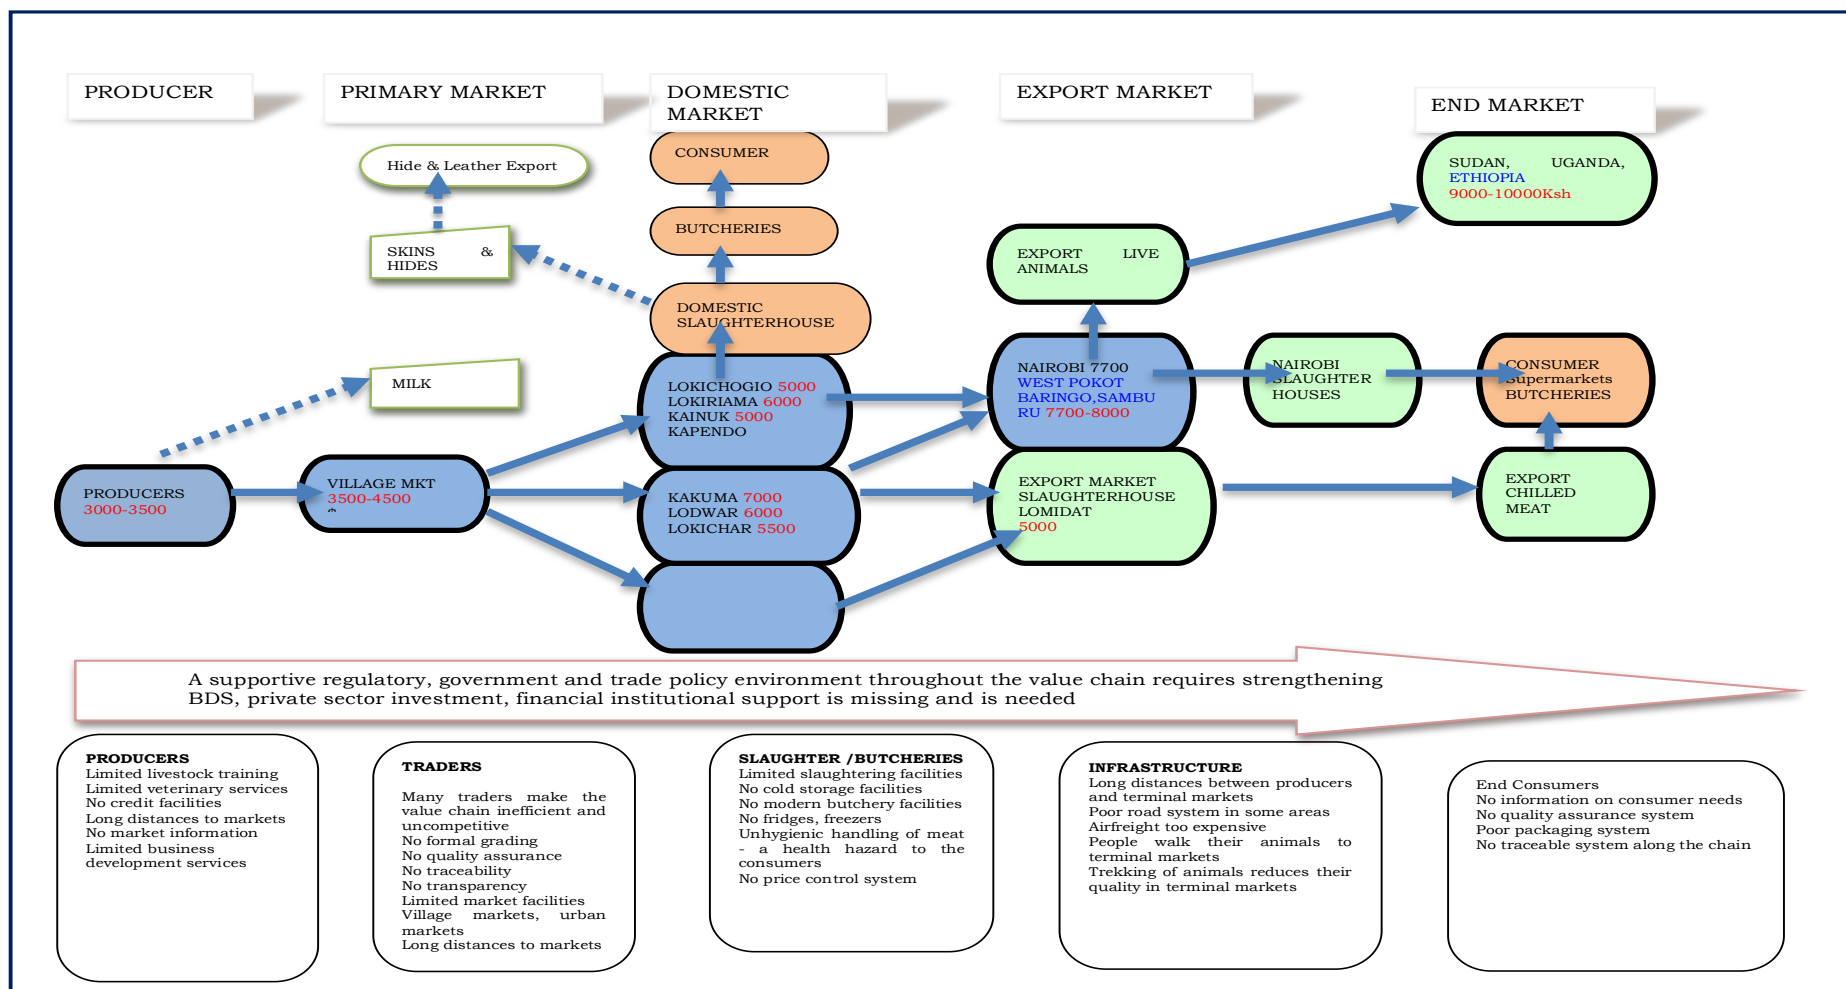 PRODUCER
PRIMARY MARKET
DOMESTIC
MARKET
EXPORT MARKET
END MARKET
Hide & Leather Export
SKINS &
HIDES
MILK
CONSUMER
BUTCHERIES
DOMESTIC
SLAUGHTERHOUSE
SUDAN, UGANDA,
ETHIOPIA
9000-10000Ksh
EXPORT LIVE
ANIMALS
PRODUCERS
3000-3500
VILLAGE MKT
3500-4500
LOKICHOGIO 5000
LOKIRIAMA 6000
KAINUK 5000
KAPENDO
KAKUMA 7000
LODWAR 6000
LOKICHAR 5500
NAIROBI 7700
WEST POKOT
BARINGO,SAMBU
RU 7700-8000
NAIROBI
SLAUGHTER
HOUSES
CONSUMER
Supermarkets
BUTCHERIES
EXPORT MARKET
SLAUGHTERHOUSE
LOMIDAT
5000
EXPORT
CHILLED
MEAT
A supportive regulatory, government and trade policy environment throughout the value chain requires strengthening
BDS, private sector investment, financial institutional support is missing and is needed
PRODUCERS
Limited livestock training
Limited veterinary services
No credit facilities
Long distances to markets
No market information
Limited business
development services
TRADERS
Many traders make the
value chain inefficient and
uncompetitive
No formal grading
No quality assurance
No traceability
No transparency
Limited market facilities
Village markets, urban
markets
Long distances to markets
SLAUGHTER /BUTCHERIES
Limited slaughtering facilities
No cold storage facilities
No modern butchery facilities
No fridges, freezers
Unhygienic handling of meat
- a health hazard to the
consumers
No price control system
INFRASTRUCTURE
Long distances between producers
and terminal markets
Poor road system in some areas
Airfreight too expensive
People walk their animals to
terminal markets
Trekking of animals reduces their
quality in terminal markets
End Consumers
No information on consumer needs
No quality assurance system
Poor packaging system
No traceable system along the chain